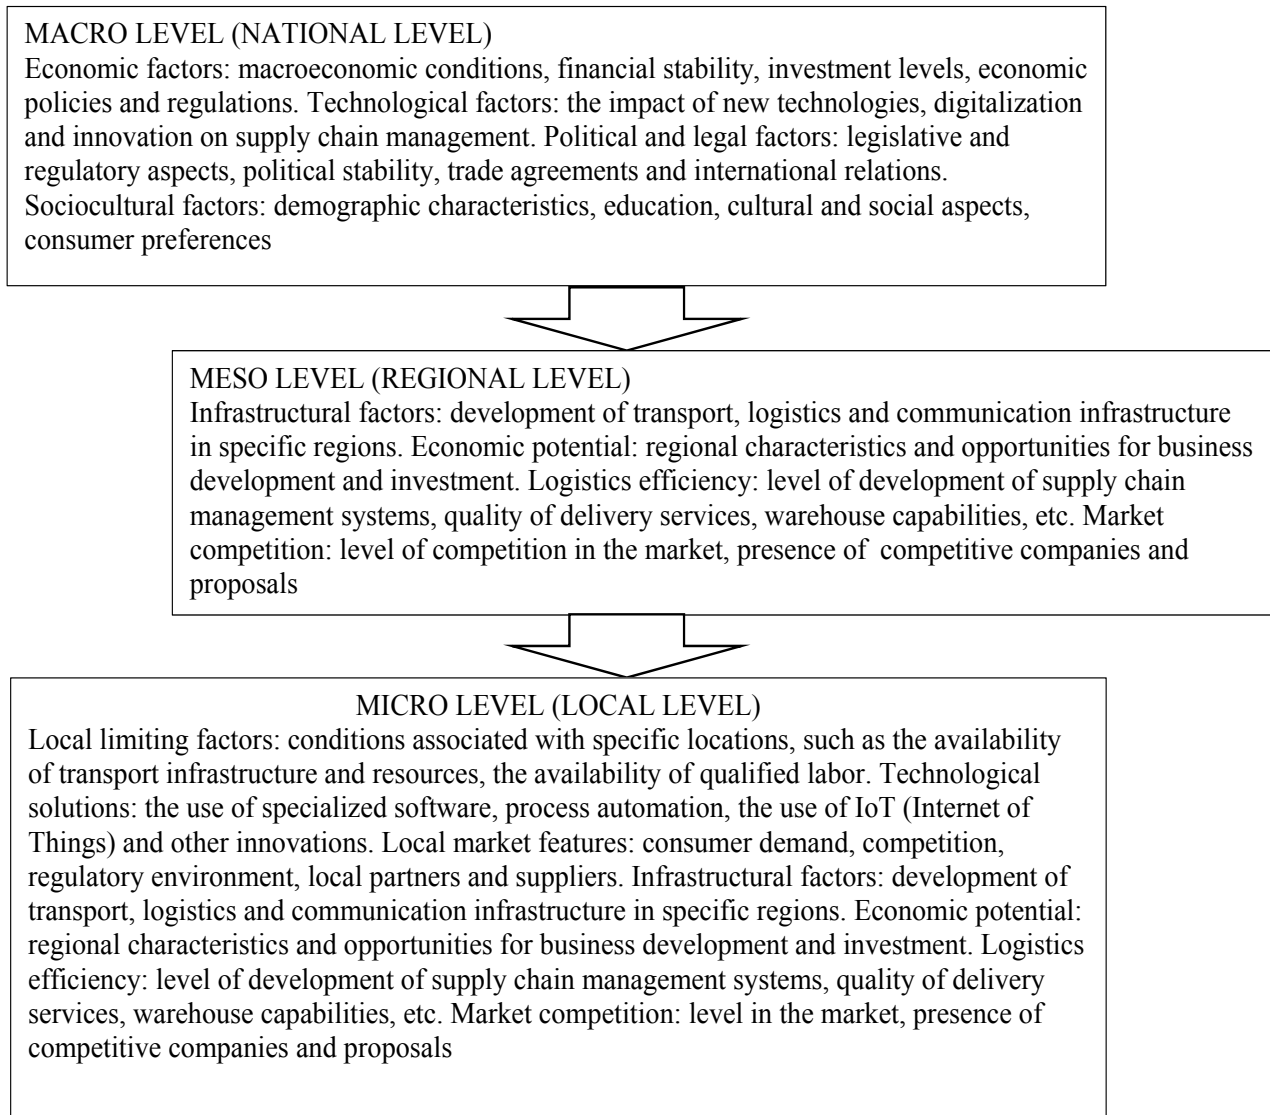 MACRO LEVEL (NATIONAL LEVEL)
Economic factors: macroeconomic conditions, financial stability, investment levels, economic
policies and regulations. Technological factors: the impact of new technologies, digitalization
and innovation on supply chain management. Political and legal factors: legislative and
regulatory aspects, political stability, trade agreements and international relations.
Sociocultural factors: demographic characteristics, education, cultural and social aspects,
consumer preferences
MESO LEVEL (REGIONAL LEVEL)
Infrastructural factors: development of transport, logistics and communication infrastructure
in specific regions. Economic potential: regional characteristics and opportunities for business
development and investment. Logistics efficiency: level of development of supply chain
management systems, quality of delivery services, warehouse capabilities, etc. Market
competition: level of competition in the market, presence of competitive companies and
proposals
MICRO LEVEL (LOCAL LEVEL)
Local limiting factors: conditions associated with specific locations, such as the availability
of transport infrastructure and resources, the availability of qualified labor. Technological
solutions: the use of specialized software, process automation, the use of IoT (Internet of
Things) and other innovations. Local market features: consumer demand, competition,
regulatory environment, local partners and suppliers. Infrastructural factors: development of
transport, logistics and communication infrastructure in specific regions. Economic potential:
regional characteristics and opportunities for business development and investment. Logistics
efficiency: level of development of supply chain management systems, quality of delivery
services, warehouse capabilities, etc. Market competition: level in the market, presence of
competitive companies and proposals